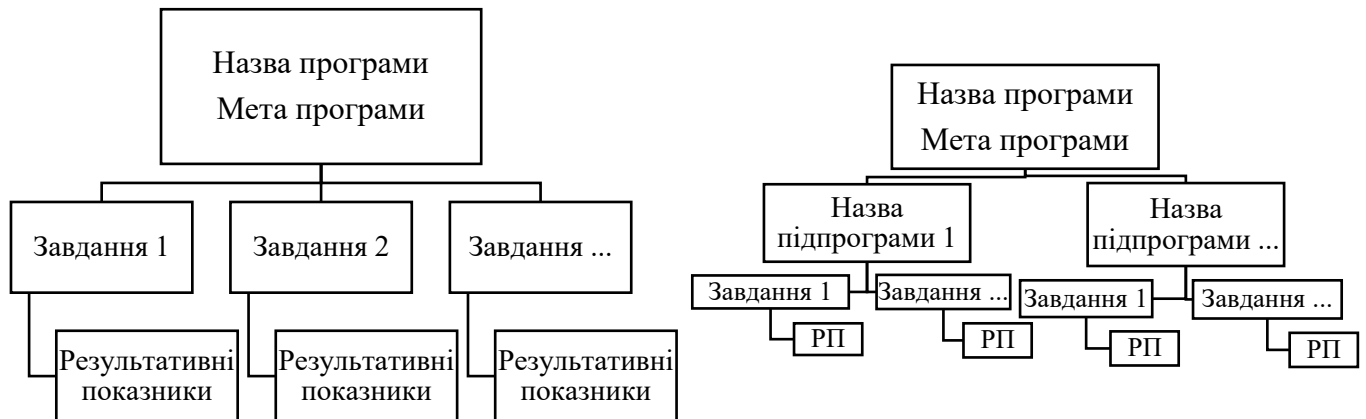 Назва програми
Мета програми
Завдання 1
Завдання 2
Завдання ...
Результативні
показники
Результативні
показники
Результативні
показники
Назва програми
Мета програми
Назва
підпрограми 1
Назва
підпрограми ...
Завдання 1
Завдання ...
Завдання 1
Завдання ...
РП
РП
РП
РП